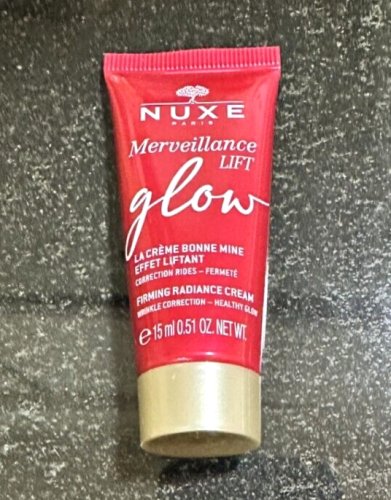 NUXE
PARIS
Merveillance
LIFT
glow
LA CRÈME BONNE MINE
EFFET LIFTANT
CORRECTION RIDES – FERMETÉ
FIRMING RADIANCE CREAM
WRINKLE CORRECTION – HEALTHY GLOW
℮ 15 ml 0.51 OZ. NET WT.